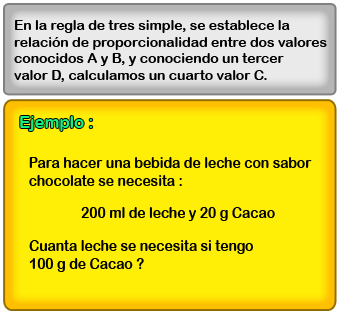 En la regla de tres simple, se establece la
relación de proporcionalidad entre dos valores
conocidos A y B, y conociendo un tercer
valor D, calculamos un cuarto valor C.
Ejemplo :
Para hacer una bebida de leche con sabor
chocolate se necesita :
200 ml de leche y 20 g Cacao
Cuanta leche se necesita si tengo
100 g de Cacao ?